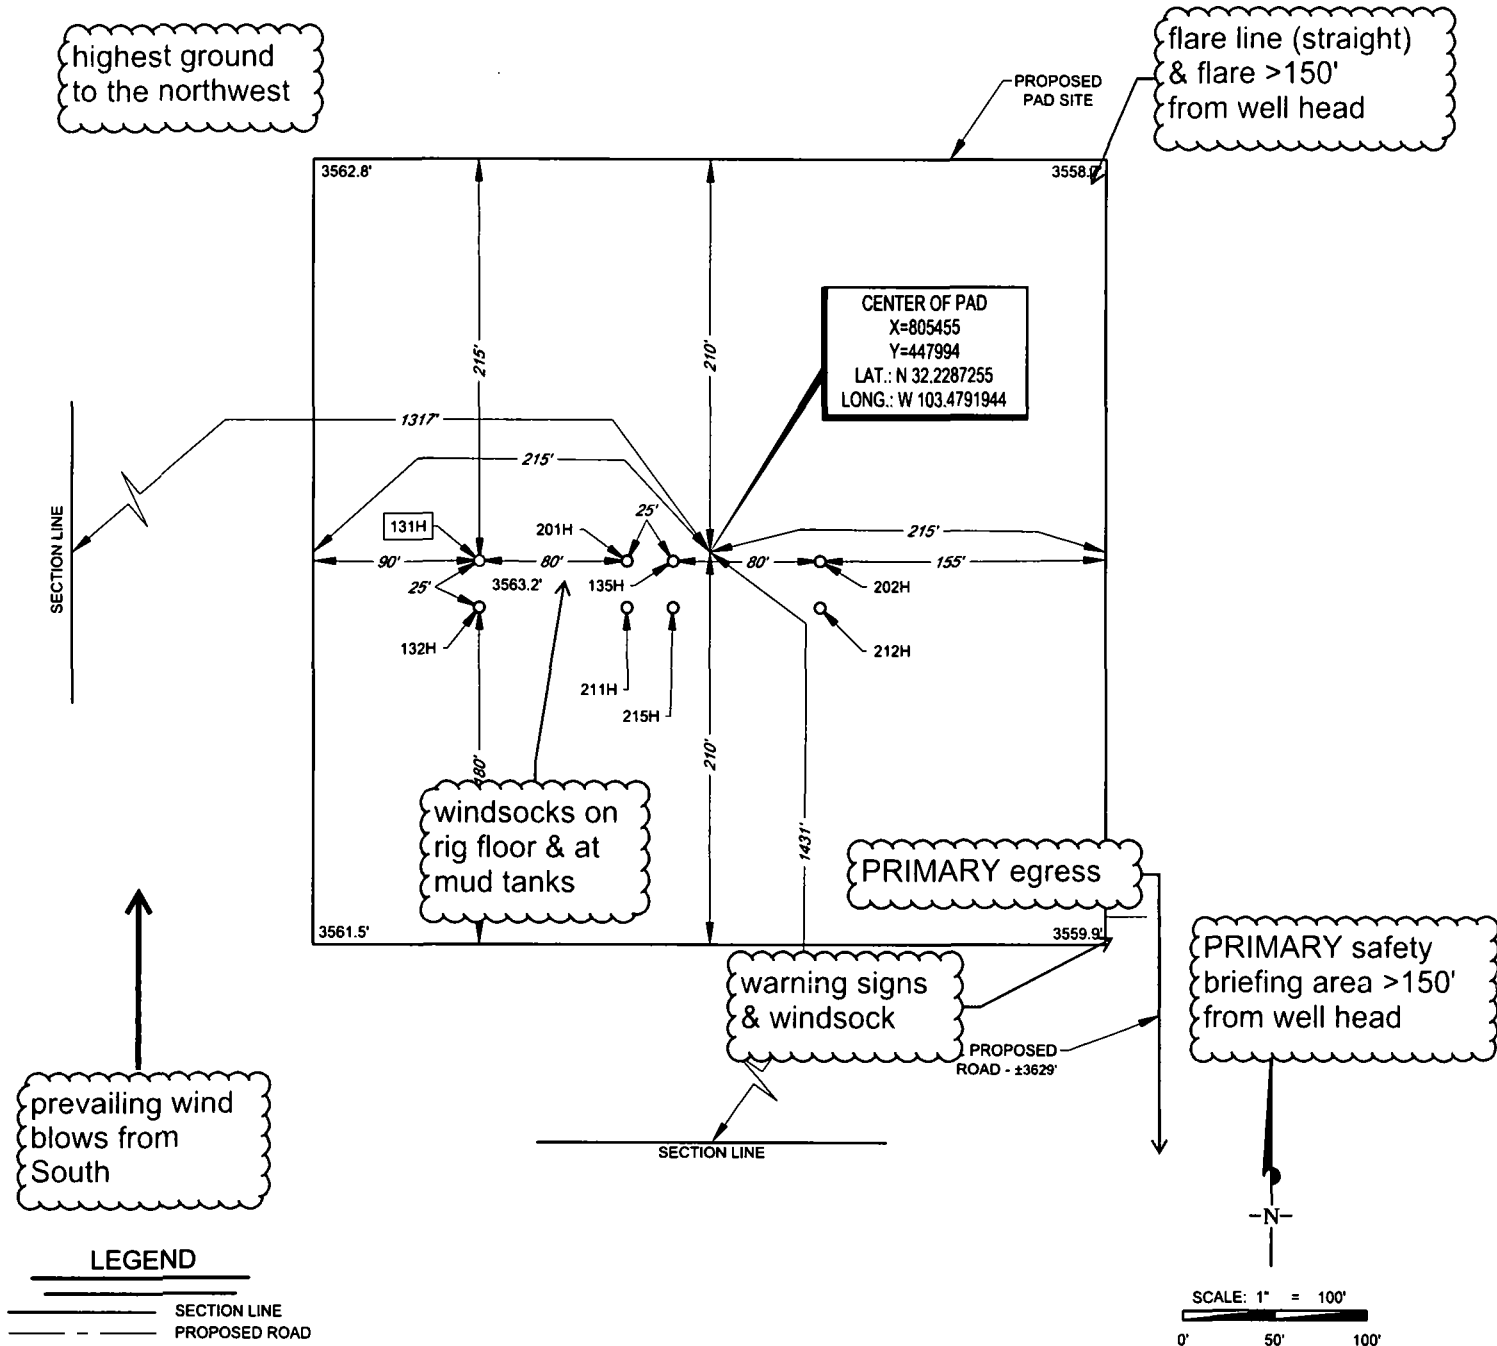 highest ground
to the northwest
flare line (straight)
& flare >150'
from well head
PROPOSED
PAD SITE
3562.8'
3558.
CENTER OF PAD
X=805455
Y=447994
LAT.: N 32.2287255
LONG.: W 103.4791944
215'
210'
1317'
215'
SECTION LINE
131H
201H
25'
215'
90'
80'
80'
155'
25'
3563.2'
135H
202H
132H
212H
211H
215H
180'
210'
1431'
windsocks on
rig floor & at
mud tanks
PRIMARY egress
3561.5'
3559.9'
PRIMARY safety
briefing area >150'
from well head
warning signs
& windsock
PROPOSED
ROAD - ±3629'
SECTION LINE
prevailing wind
blows from
South
-N-
LEGEND
SECTION LINE
PROPOSED ROAD
SCALE: 1" = 100'
0' 50' 100'